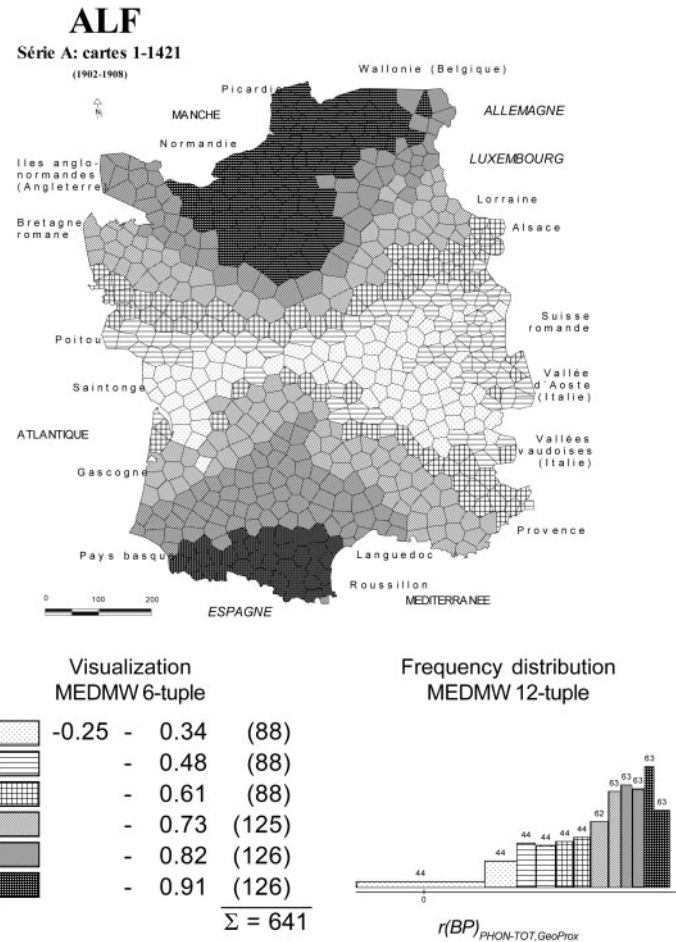 ALF
Série A: cartes 1-1421
(1902-1908)
Wallonie (Belgique)
Picardie
N
MANCHE
ALLEMAGNE
Normandie
LUXEMBOURG
Iles anglo-
normandes
(Angleterre)
Lorraine
Alsace
Bretagne
romane
Suisse
romande
Poitou
Vallée
d'Aoste
(Italie)
Saintonge
ATLANTIQUE
Vallées
vaudoises
(Italie)
Gascogne
Provence
Pays basque
Languedoc
Roussillon
MEDITERRANEE
0 100 200
ESPAGNE
Visualization
MEDMW 6-tuple
-0.25 - 0.34 (88)
- 0.48 (88)
- 0.61 (88)
- 0.73 (125)
- 0.82 (126)
- 0.91 (126)
Σ = 641
Frequency distribution
MEDMW 12-tuple
44 44 44 44 44 44 62 63 63 63 63 63
0
r(BP)PHON-TOT,GeoProx